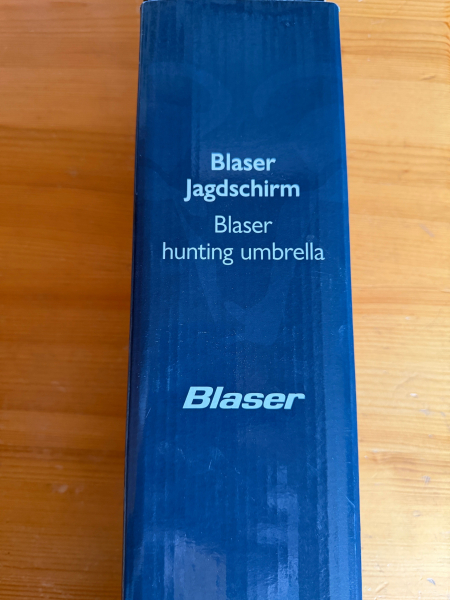 Blaser
Jagdschirm
Blaser
hunting umbrella
Blaser